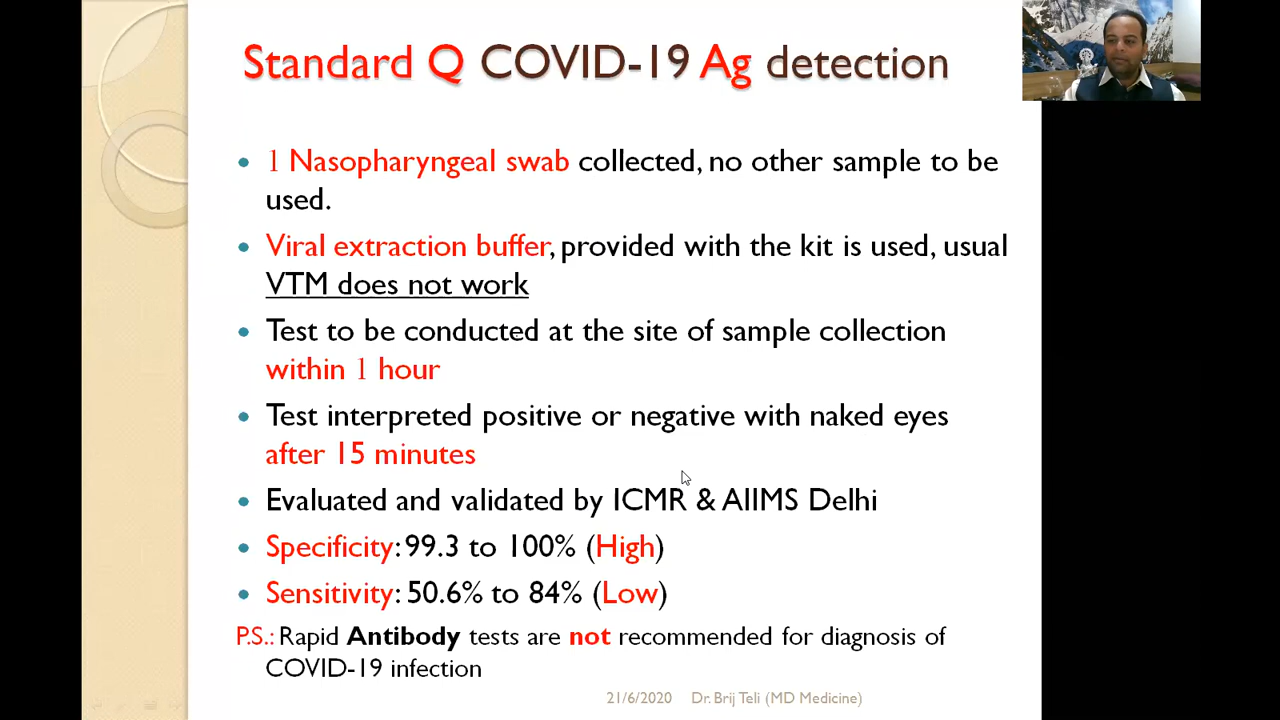 Standard Q COVID-19 Ag detection
• 1 Nasopharyngeal swab collected, no other sample to be
used.
• Viral extraction buffer, provided with the kit is used, usual
VTM does not work
• Test to be conducted at the site of sample collection
within 1 hour
• Test interpreted positive or negative with naked eyes
after 15 minutes
• Evaluated and validated by ICMR & AIIMS Delhi
• Specificity: 99.3 to 100% (High)
• Sensitivity: 50.6% to 84% (Low)
P.S.: Rapid Antibody tests are not recommended for diagnosis of
COVID-19 infection
21/6/2020 Dr. Brij Teli (MD Medicine)